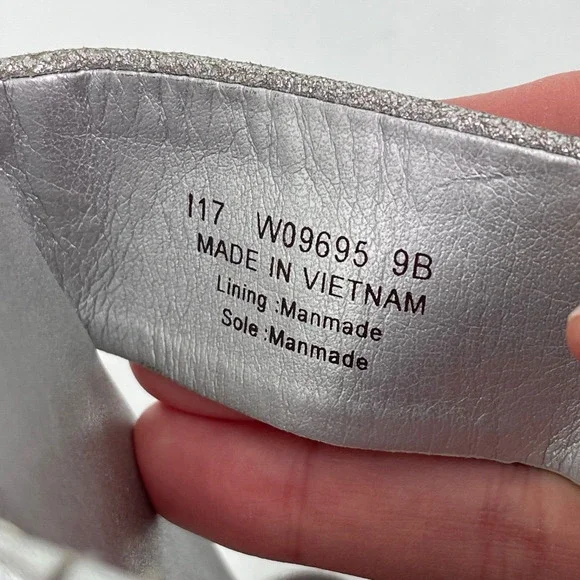 I17 W09695 9B
MADE IN VIETNAM
Lining :Manmade
Sole :Manmade